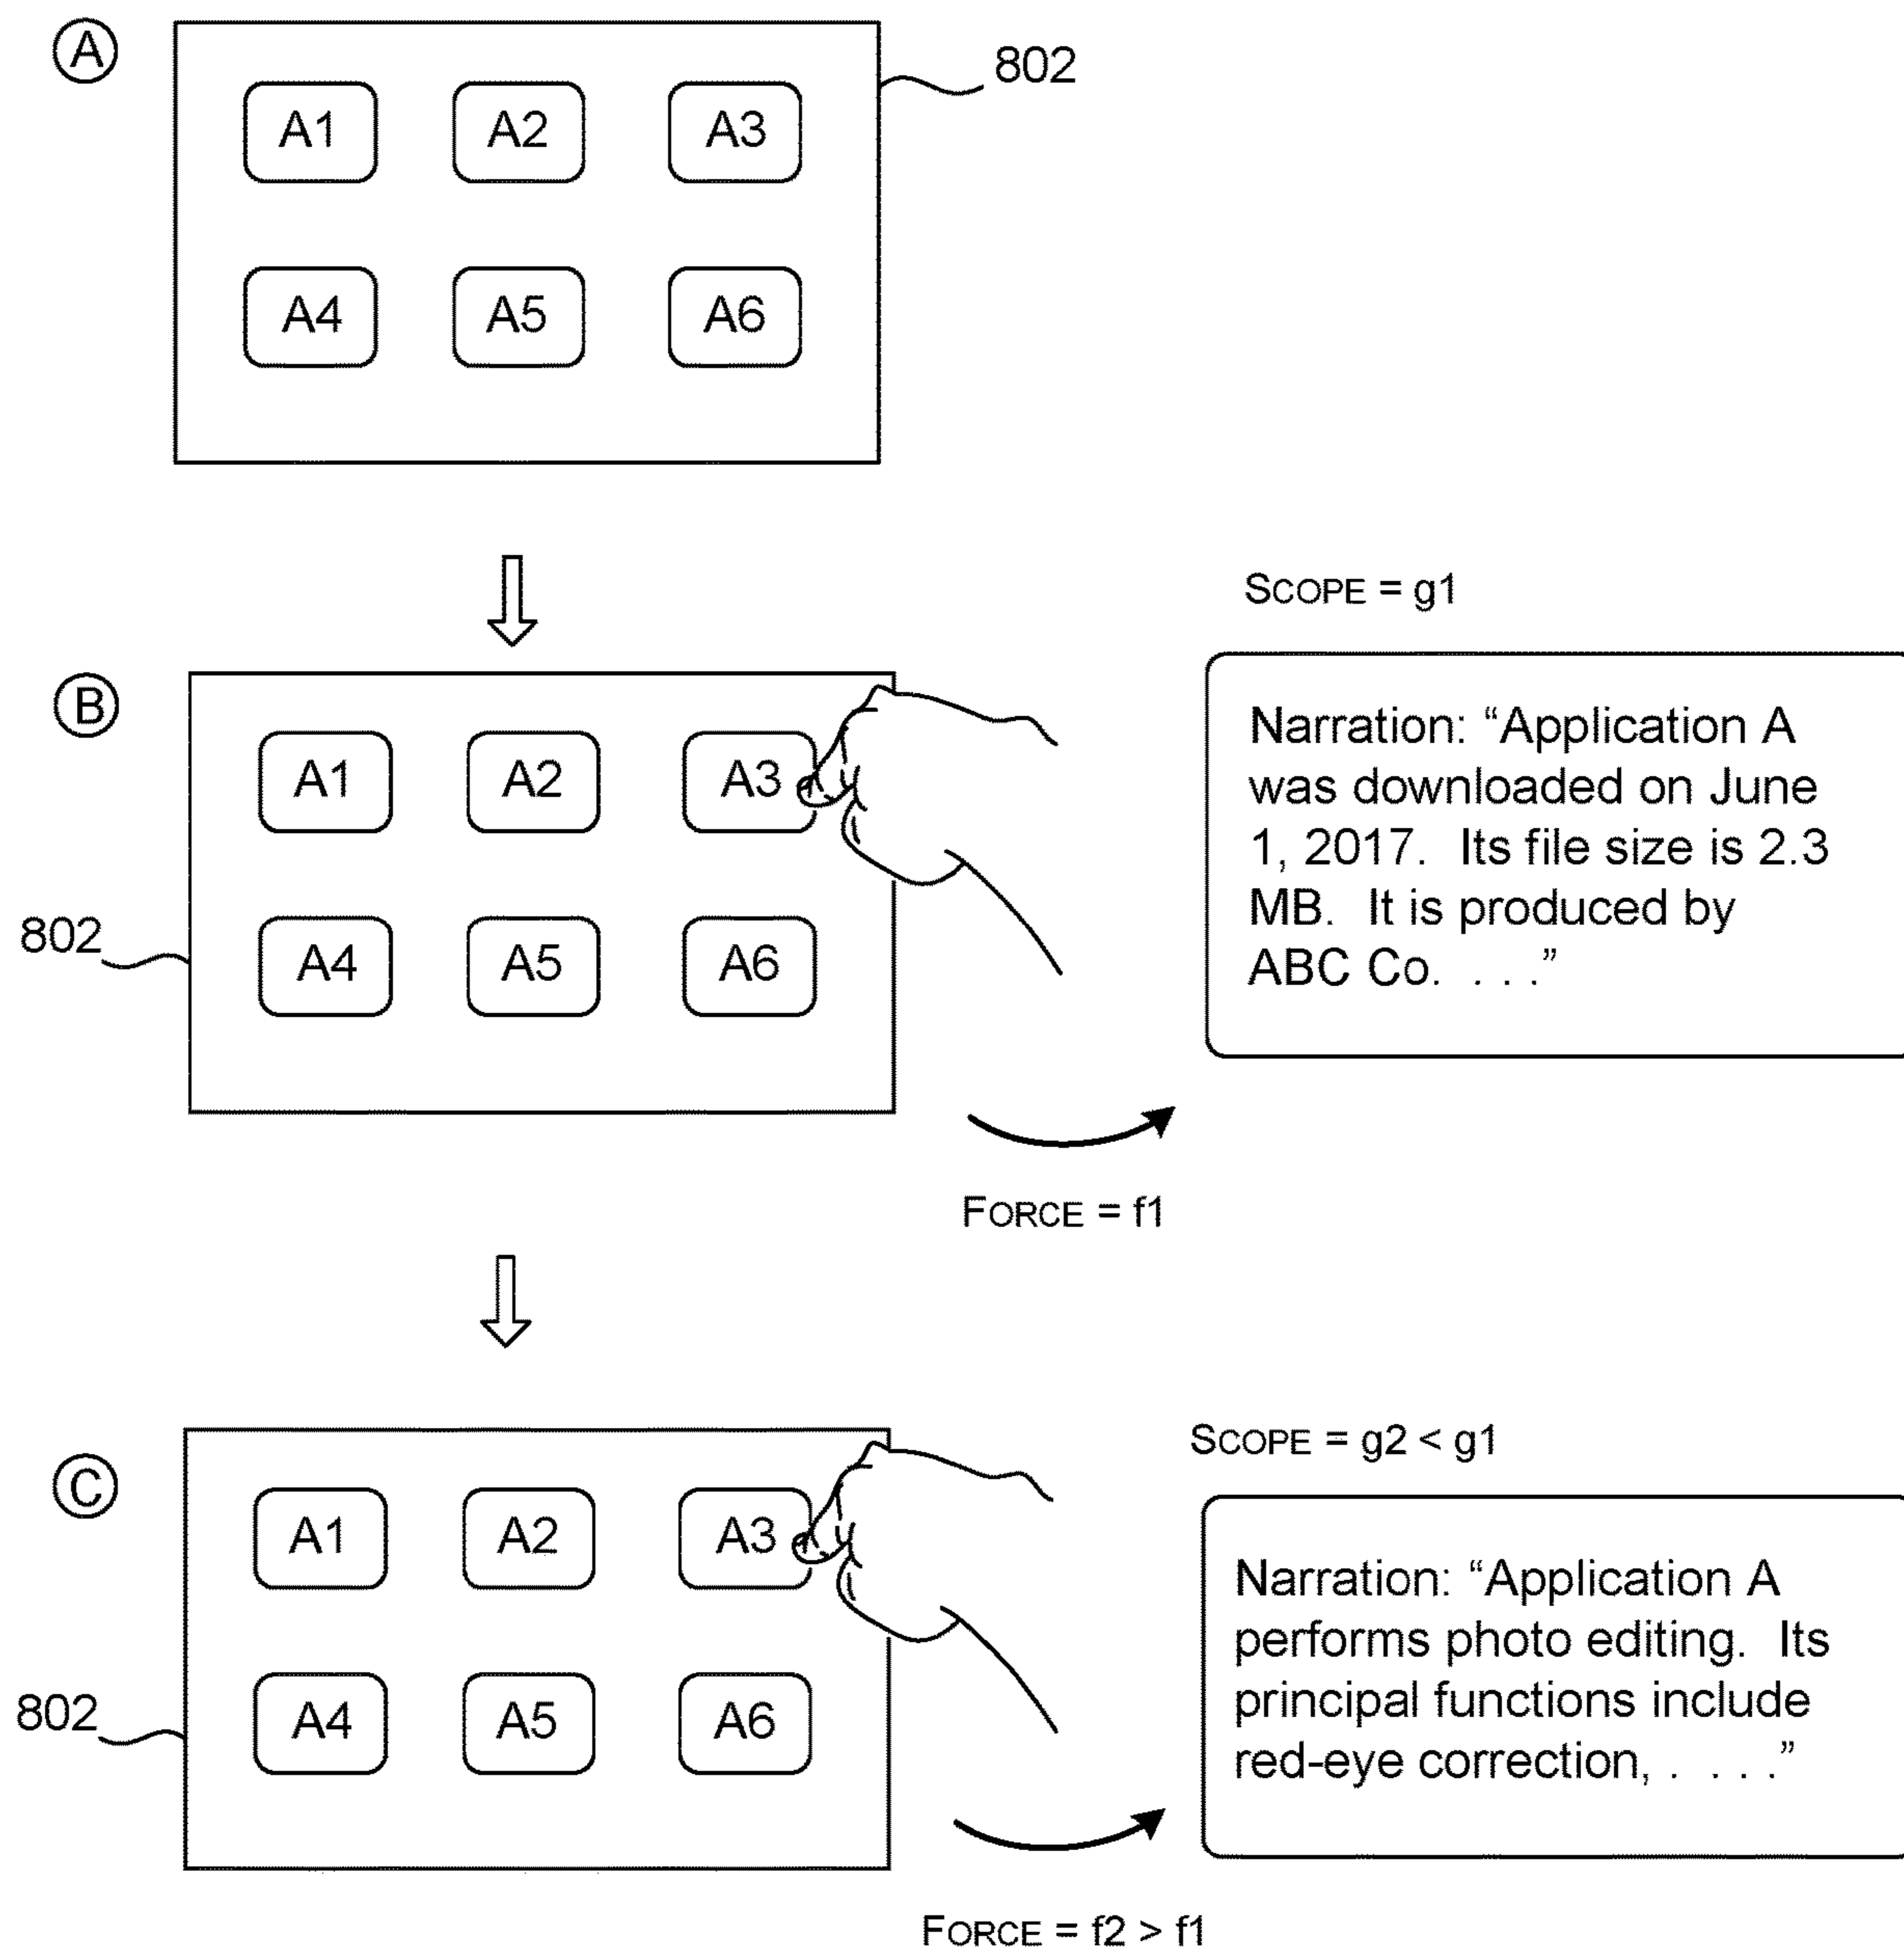 A
802
A1 A2 A3
A4 A5 A6
SCOPE = g1
B
A1 A2 A3
Narration: “Application A
was downloaded on June
1, 2017. Its file size is 2.3
MB. It is produced by
ABC Co. . . .”
802
A4 A5 A6
FORCE = f1
SCOPE = g2 < g1
C
A1 A2 A3
Narration: “Application A
performs photo editing. Its
principal functions include
red-eye correction, . . . .”
802
A4 A5 A6
FORCE = f2 > f1